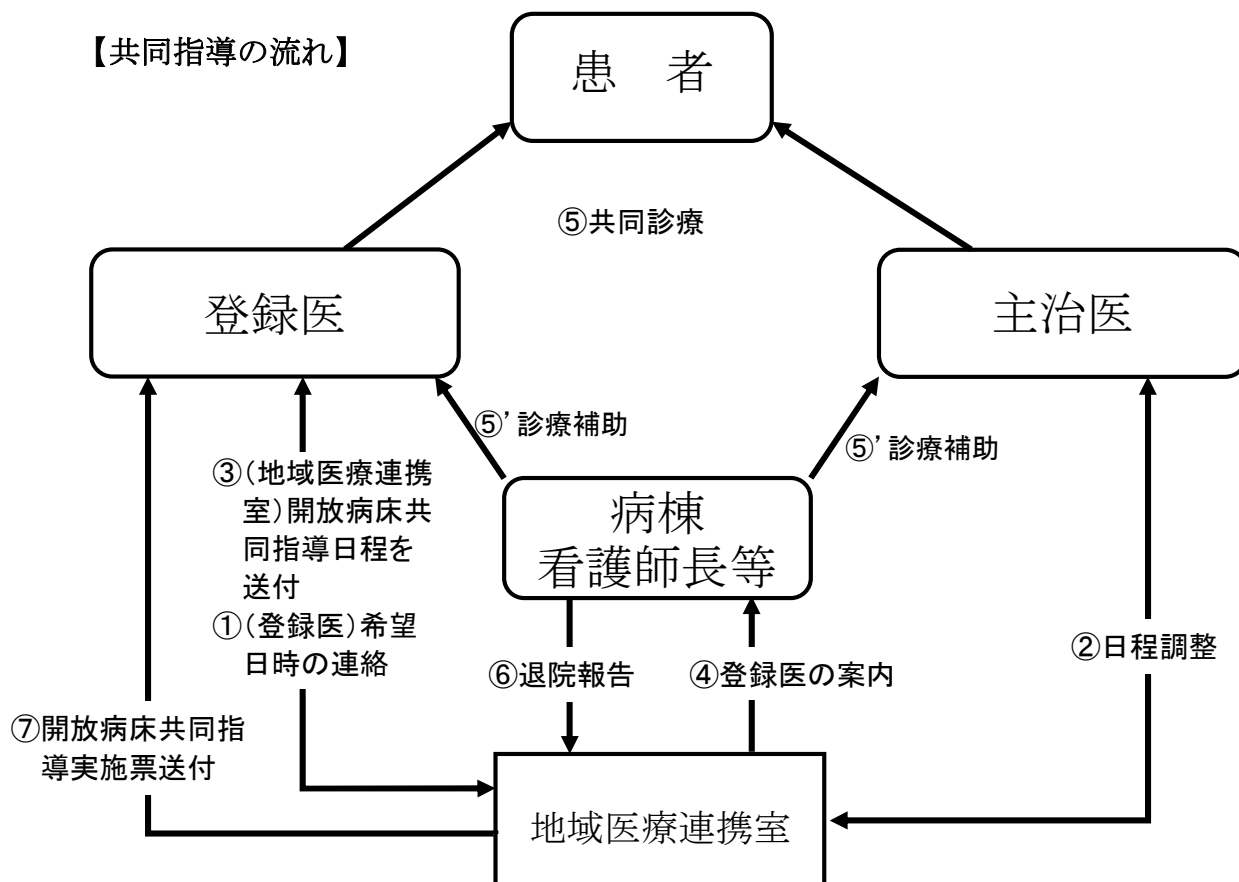 【共同指導の流れ】
患　者
⑤共同診療
登録医
主治医
⑤’診療補助
⑤’診療補助
③（地域医療連携
室）開放病床共
同指導日程を
送付
①（登録医）希望
日時の連絡
病棟
看護師長等
②日程調整
⑥退院報告
④登録医の案内
⑦開放病床共同指
導実施票送付
地域医療連携室